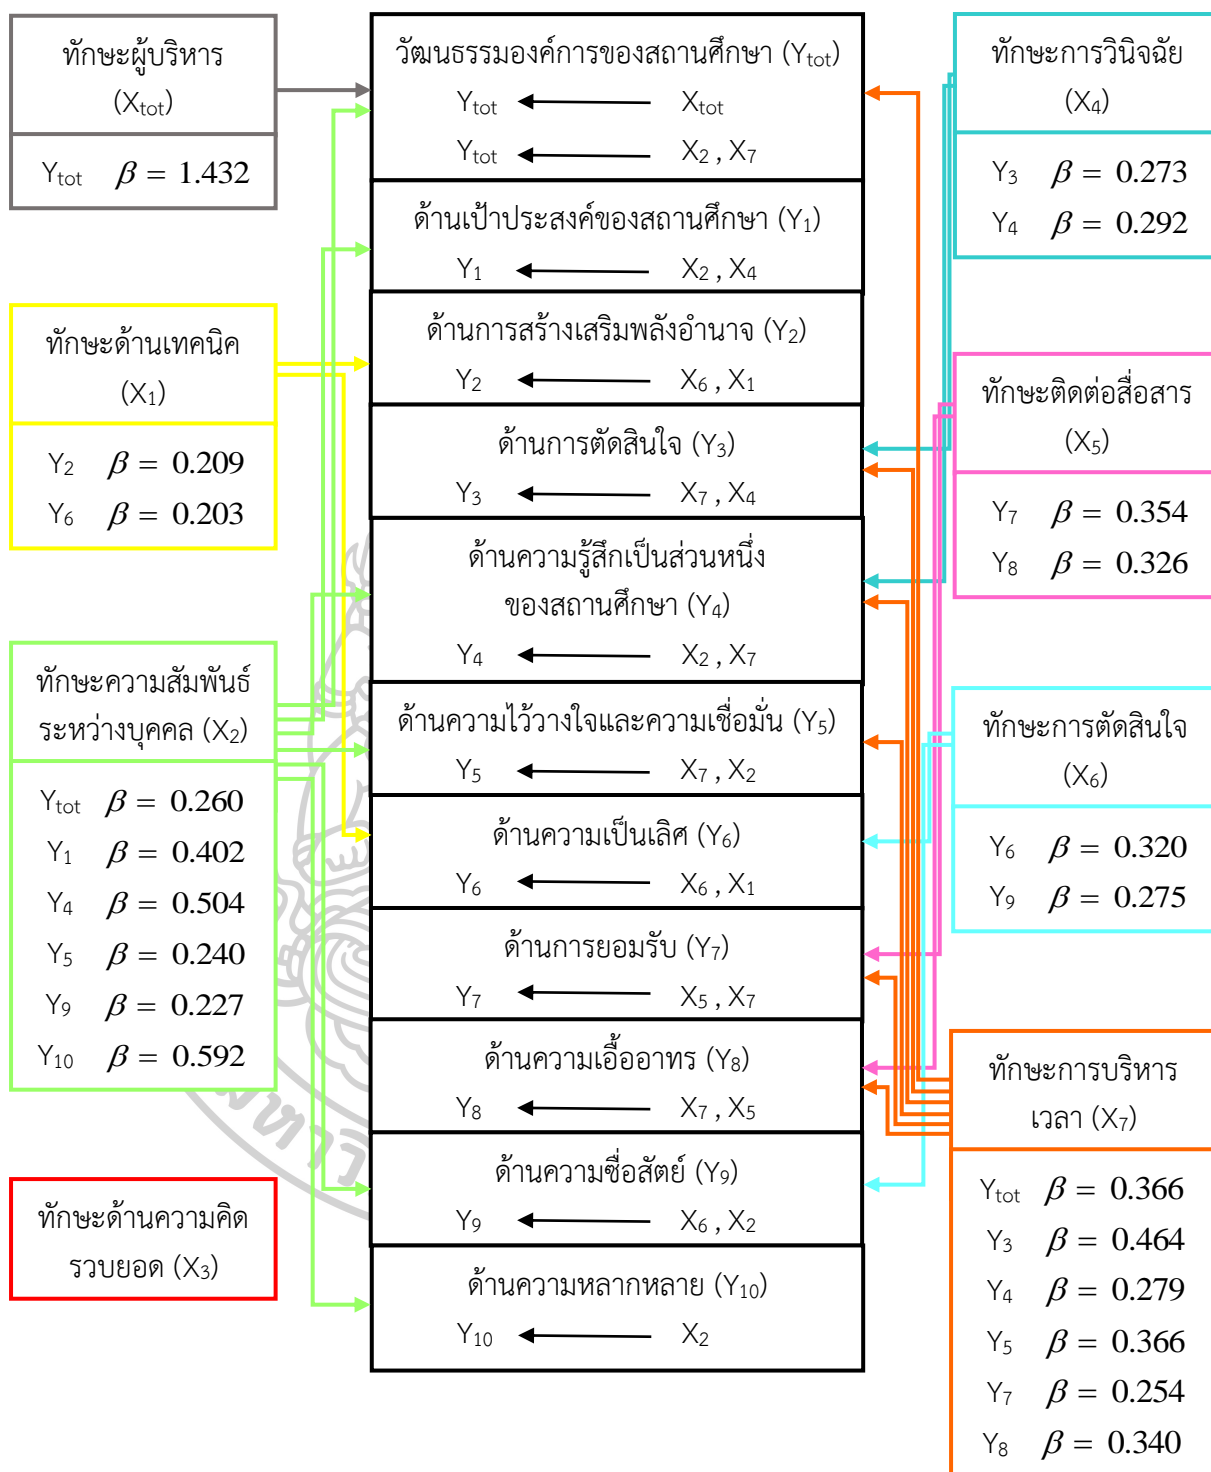 ทักษะผู้บริหาร
(Xtot)
Ytot β = 1.432
ทักษะด้านเทคนิค
(X1)
Y2 β = 0.209
Y6 β = 0.203
ทักษะความสัมพันธ์
ระหว่างบุคคล (X2)
Ytot β = 0.260
Y1 β = 0.402
Y4 β = 0.504
Y5 β = 0.240
Y9 β = 0.227
Y10 β = 0.592
ทักษะด้านความคิด
รวบยอด (X3)
วัฒนธรรมองค์การของสถานศึกษา (Ytot)
Ytot Xtot
Ytot X2 , X7
ด้านเป้าประสงค์ของสถานศึกษา (Y1)
Y1 X2 , X4
ด้านการสร้างเสริมพลังอำนาจ (Y2)
Y2 X6 , X1
ด้านการตัดสินใจ (Y3)
Y3 X7 , X4
ด้านความรู้สึกเป็นส่วนหนึ่ง
ของสถานศึกษา (Y4)
Y4 X2 , X7
ด้านความไว้วางใจและความเชื่อมั่น (Y5)
Y5 X7 , X2
ด้านความเป็นเลิศ (Y6)
Y6 X6 , X1
ด้านการยอมรับ (Y7)
Y7 X5 , X7
ด้านความเอื้ออาทร (Y8)
Y8 X7 , X5
ด้านความซื่อสัตย์ (Y9)
Y9 X6 , X2
ด้านความหลากหลาย (Y10)
Y10 X2
ทักษะการวินิจฉัย
(X4)
Y3 β = 0.273
Y4 β = 0.292
ทักษะติดต่อสื่อสาร
(X5)
Y7 β = 0.354
Y8 β = 0.326
ทักษะการตัดสินใจ
(X6)
Y6 β = 0.320
Y9 β = 0.275
ทักษะการบริหาร
เวลา (X7)
Ytot β = 0.366
Y3 β = 0.464
Y4 β = 0.279
Y5 β = 0.366
Y7 β = 0.254
Y8 β = 0.340